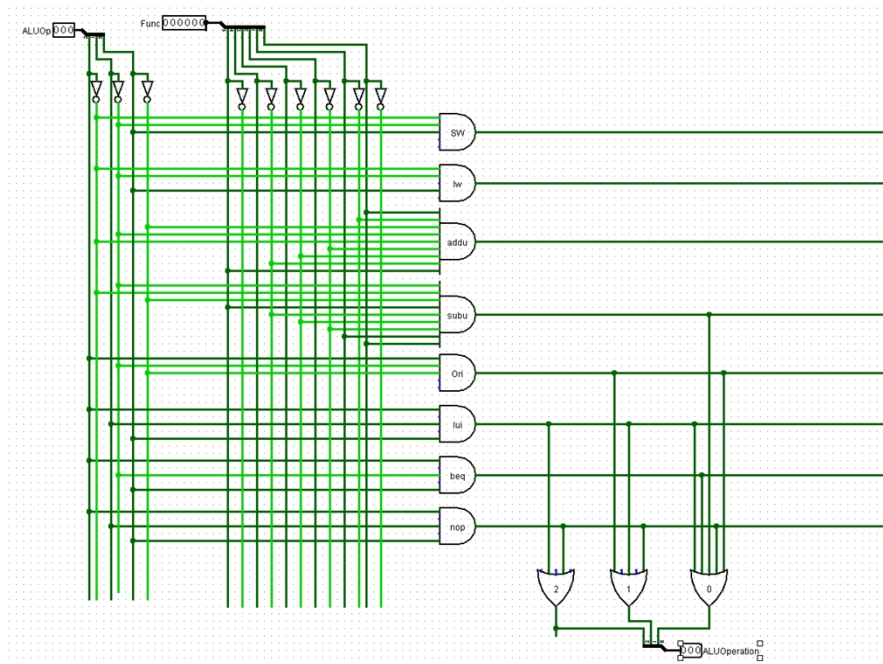 ALUOp 000
Func 000000
SW
lw
addu
subu
Ori
lui
beq
nop
2
1
0
000 ALUOperation